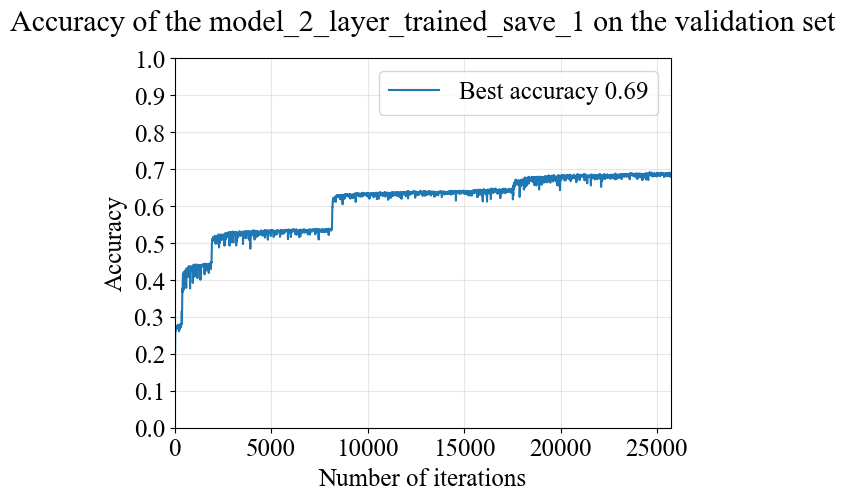 Accuracy of the model_2_layer_trained_save_1 on the validation set
1.0
0.9
0.8
0.7
0.6
0.5
0.4
0.3
0.2
0.1
0.0
Accuracy
Best accuracy 0.69
0 5000 10000 15000 20000 25000
Number of iterations